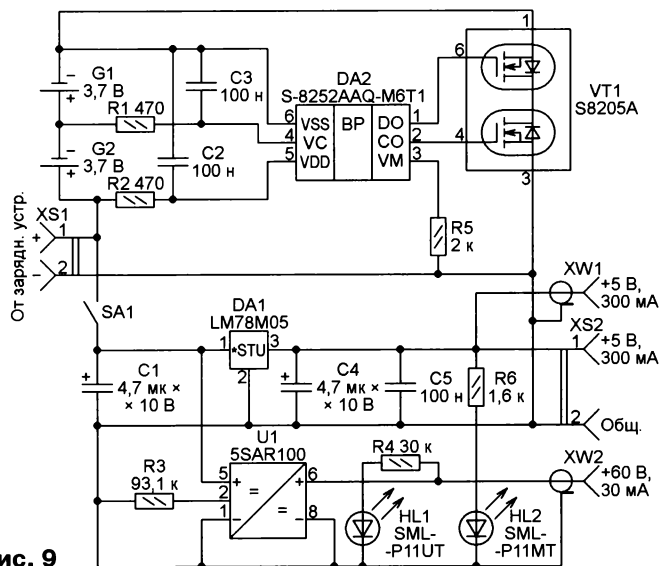 1
G1
3,7 В
C3
100 н
DA2
S-8252AAQ-M6T1
6
VT1
S8205A
R1 470
6 VSS BP DO 1
4 VC CO 2
5 VDD VM 3
4
G2
3,7 В
C2
100 н
R2 470
3
XS1
+ 1
− 2
От зарядн. устр.
R5
2 к
XW1
+5 В,
300 мА
SA1
DA1
LM78M05
1 *STU 3
2
XS2
1 +5 В,
300 мА
+ C1
4,7 мк ×
× 10 В
+ C4
4,7 мк ×
× 10 В
C5
100 н
R6
1,6 к
2 Общ.
U1
5SAR100
R3
93,1 к
5 + = + 6
2
1 − = − 8
R4 30 к
XW2
+60 В,
30 мА
HL1
SML-
-P11UT
HL2
SML-
-P11MT
ис. 9